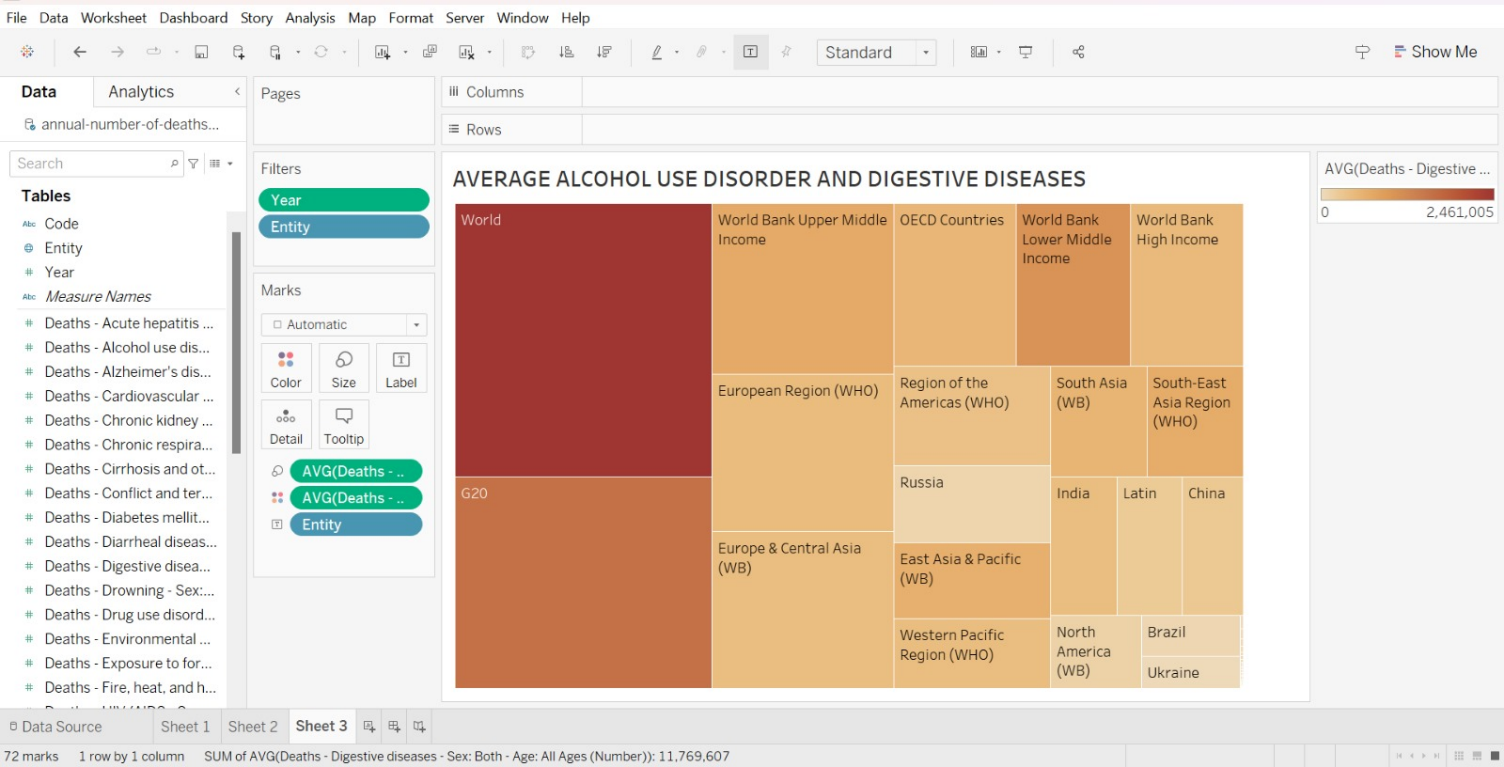 File Data Worksheet Dashboard Story Analysis Map Format Server Window Help
Standard
Show Me
Data Analytics
annual-number-of-deaths...
Search
Tables
Abc Code
Entity
# Year
Abc Measure Names
# Deaths - Acute hepatitis ...
# Deaths - Alcohol use dis...
# Deaths - Alzheimer's dis...
# Deaths - Cardiovascular ...
# Deaths - Chronic kidney ...
# Deaths - Chronic respira...
# Deaths - Cirrhosis and ot...
# Deaths - Conflict and ter...
# Deaths - Diabetes mellit...
# Deaths - Diarrheal diseas...
# Deaths - Digestive disea...
# Deaths - Drowning - Sex:...
# Deaths - Drug use disord...
# Deaths - Environmental ...
# Deaths - Exposure to for...
# Deaths - Fire, heat, and h...
Pages
Filters
Year
Entity
Marks
Automatic
Color Size Label
Detail Tooltip
AVG(Deaths - ..
AVG(Deaths - ..
Entity
Columns
Rows
AVERAGE ALCOHOL USE DISORDER AND DIGESTIVE DISEASES
World
G20
World Bank Upper Middle
Income
European Region (WHO)
Europe & Central Asia
(WB)
OECD Countries
World Bank
Lower Middle
Income
World Bank
High Income
Region of the
Americas (WHO)
South Asia
(WB)
South-East
Asia Region
(WHO)
Russia
East Asia & Pacific
(WB)
Western Pacific
Region (WHO)
India
Latin
China
North
America
(WB)
Brazil
Ukraine
AVG(Deaths - Digestive ...
0 2,461,005
Data Source Sheet 1 Sheet 2 Sheet 3
72 marks 1 row by 1 column SUM of AVG(Deaths - Digestive diseases - Sex: Both - Age: All Ages (Number)): 11,769,607